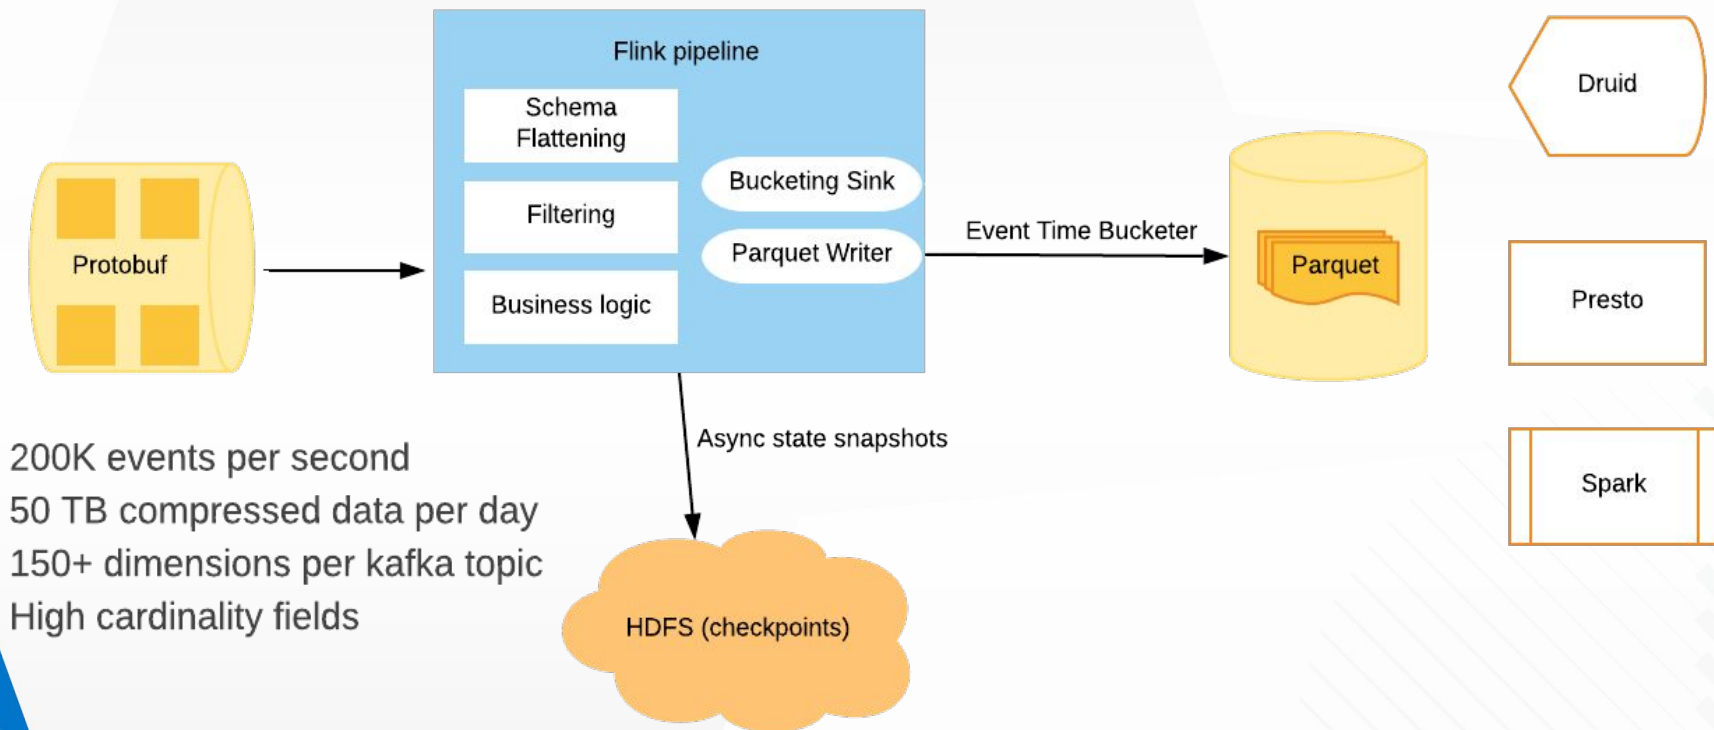 Flink pipeline
Schema
Flattening
Filtering
Business logic
Bucketing Sink
Parquet Writer
Protobuf
Event Time Bucketer
Parquet
Druid
Presto
Spark
Async state snapshots
HDFS (checkpoints)
200K events per second
50 TB compressed data per day
150+ dimensions per kafka topic
High cardinality fields